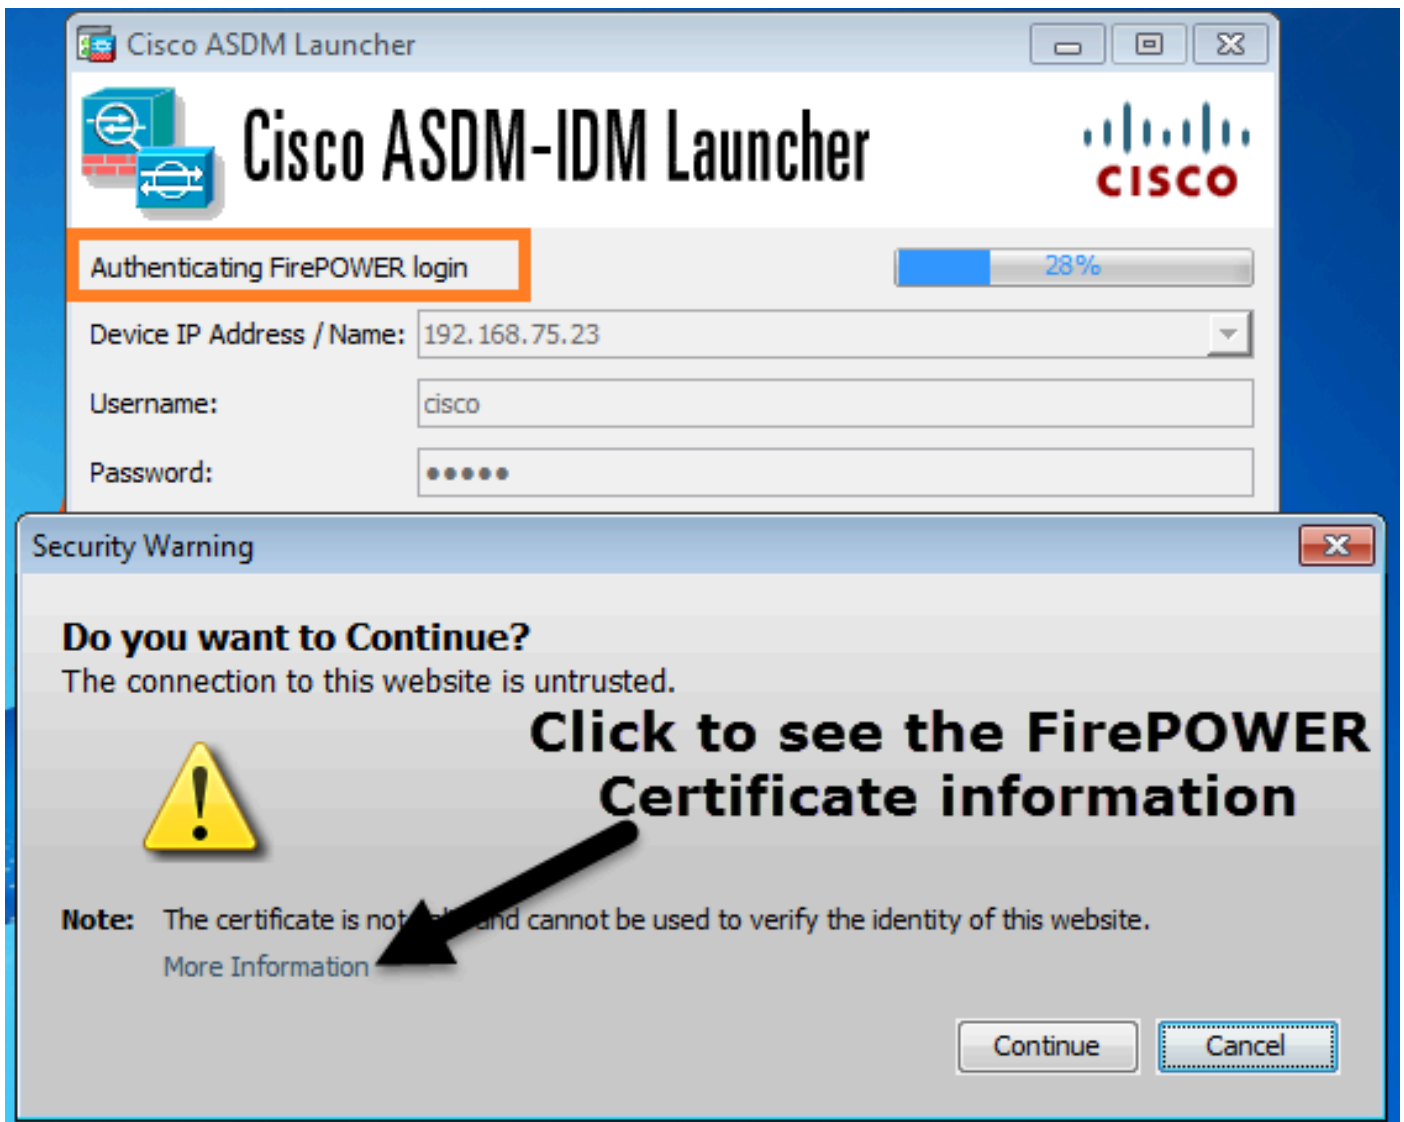 Cisco ASDM Launcher
Cisco ASDM-IDM Launcher
CISCO
Authenticating FirePOWER login
28%
Device IP Address / Name: 192.168.75.23
Username: cisco
Password: •••••
Security Warning
Do you want to Continue?
The connection to this website is untrusted.
Click to see the FirePOWER
Certificate information
Note: The certificate is not and cannot be used to verify the identity of this website.
More Information
Continue Cancel